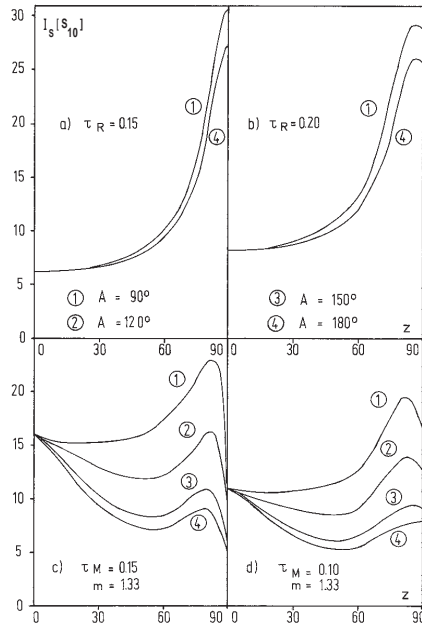 30
I_S [S_10]
25
20
15
10
5
0
① ④
a) τ_R = 0.15
① A = 90°
② A = 120°
① ④
b) τ_R = 0.20
③ A = 150°
④ A = 180°
z
0 30 60 90
0 30 60 90
20
15
10
5
0
① ② ③ ④
c) τ_M = 0.15
m = 1.33
① ② ③ ④
d) τ_M = 0.10
m = 1.33
z
0 30 60 90
0 30 60 90